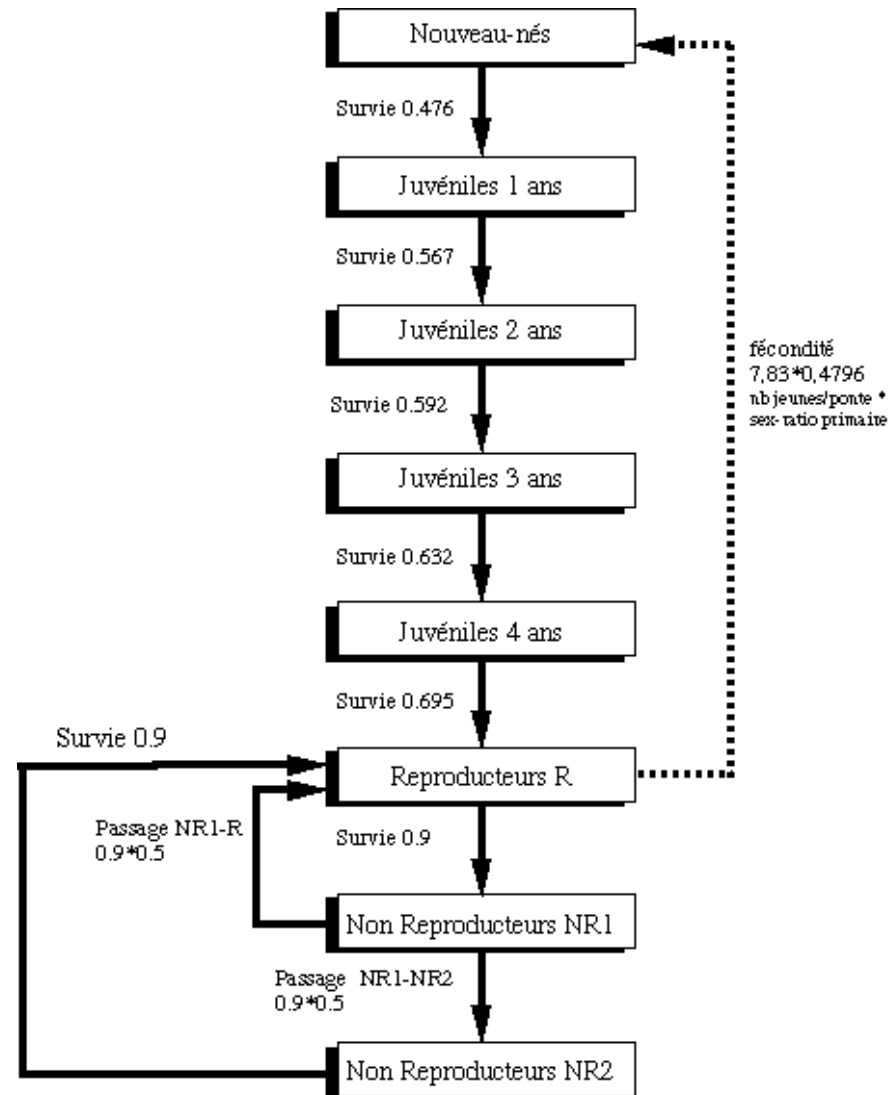 Nouveau-nés
Survie 0.476
Juvéniles 1 ans
Survie 0.567
Juvéniles 2 ans
Survie 0.592
Juvéniles 3 ans
Survie 0.632
Juvéniles 4 ans
Survie 0.695
fécondité
7,83*0,4796
nb jeunes/ponte *
sex-ratio primaire
Survie 0.9
Reproducteurs R
Passage NR1-R
0.9*0.5
Survie 0.9
Non Reproducteurs NR1
Passage NR1-NR2
0.9*0.5
Non Reproducteurs NR2